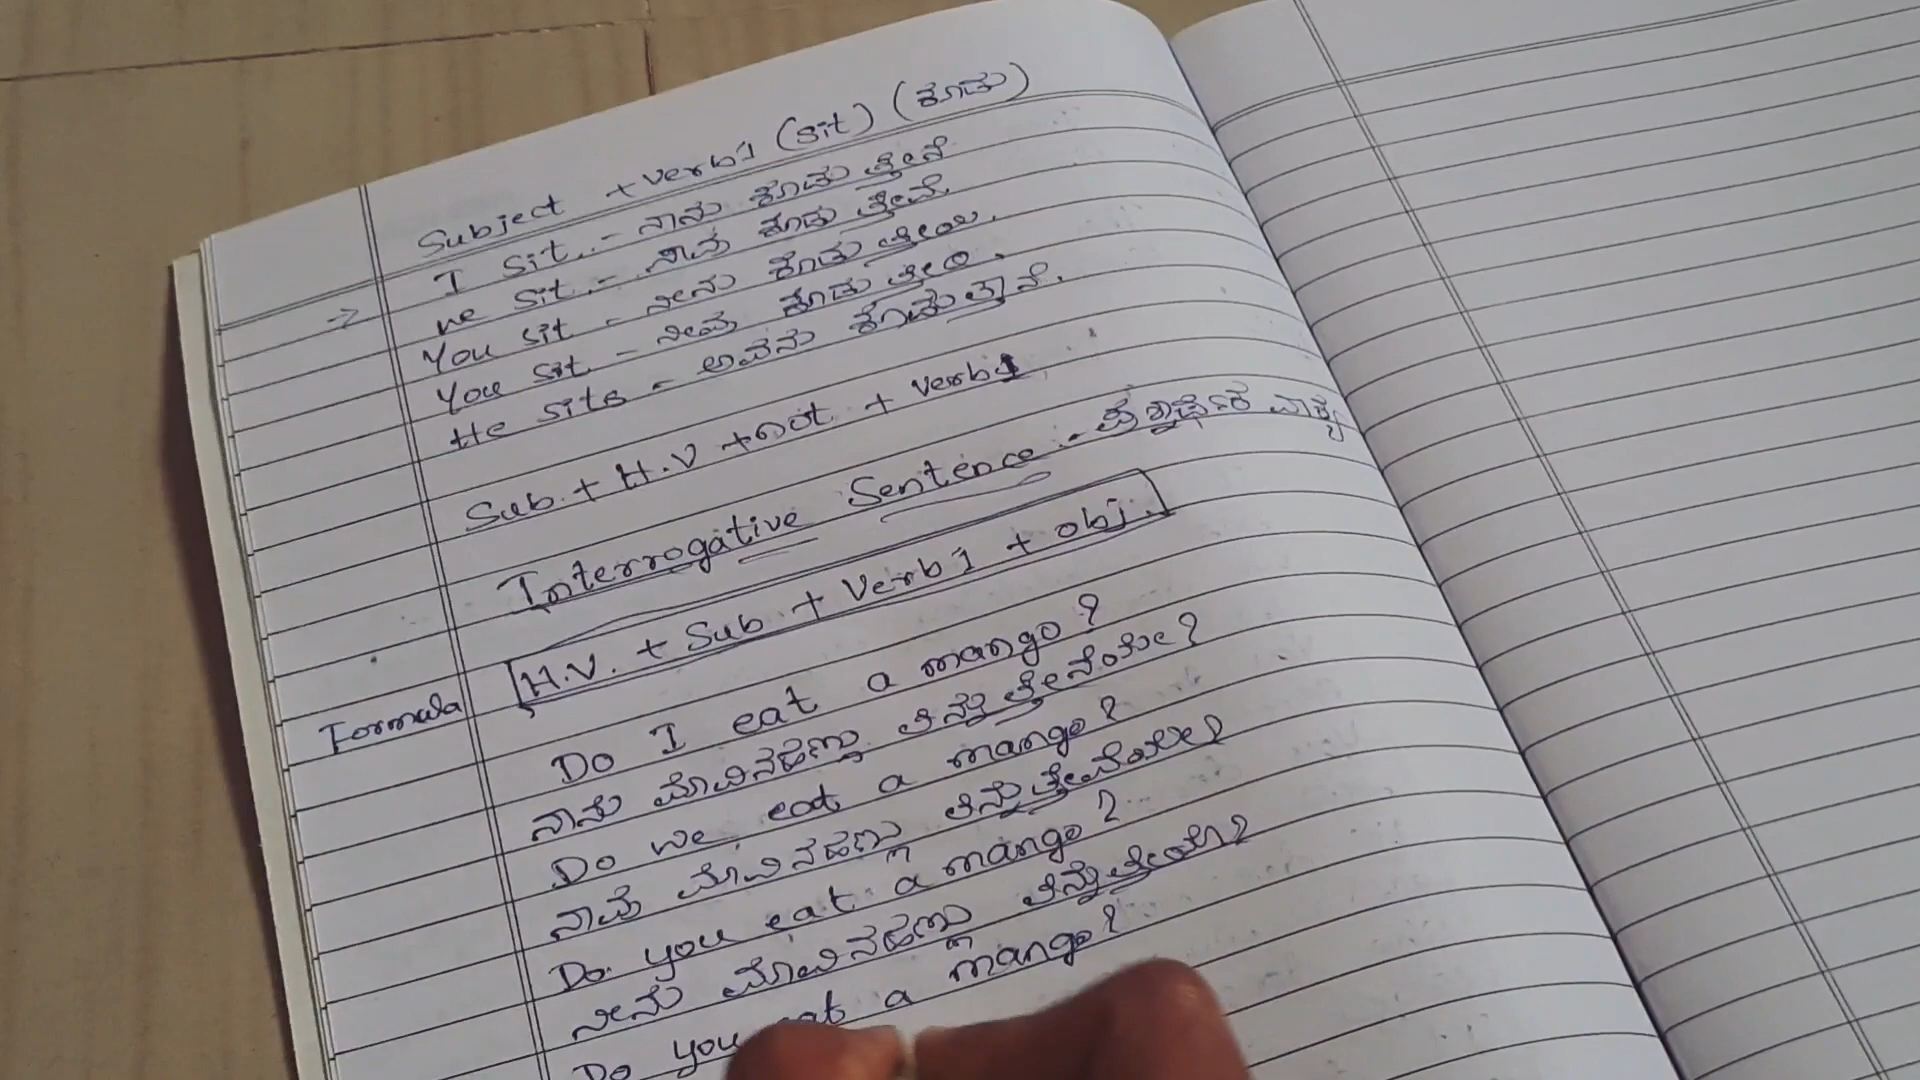 Subject + Verb1 (Sit) (ಕೂಡು)
I Sit. - ನಾನು ಕೂಡುತ್ತೇನೆ
→ we Sit. - ನಾವು ಕೂಡುತ್ತೇವೆ.
You Sit - ನೀನು ಕೂಡುತ್ತೀಯ.
You Sit - ನೀವು ಕೂಡುತ್ತೀರಿ.
He Sits - ಅವನು ಕೂಡುತ್ತಾನೆ.
Sub. + H.V + not + verb1
Interrogative Sentence - ಪ್ರಶ್ನಾರ್ಥಕ ವಾಕ್ಯ
Formula H.V. + Sub + Verb1 + obj.
Do I eat a mango?
ನಾನು ಮಾವಿನಹಣ್ಣು ತಿನ್ನುತ್ತೇನೆಯೇ?
Do we eat a mango?
ನಾವು ಮಾವಿನಹಣ್ಣು ತಿನ್ನುತ್ತೇವೆಯೇ?
Do you eat a mango?
ನೀನು ಮಾವಿನಹಣ್ಣು ತಿನ್ನುತ್ತೀಯಾ?
Do you eat a mango?